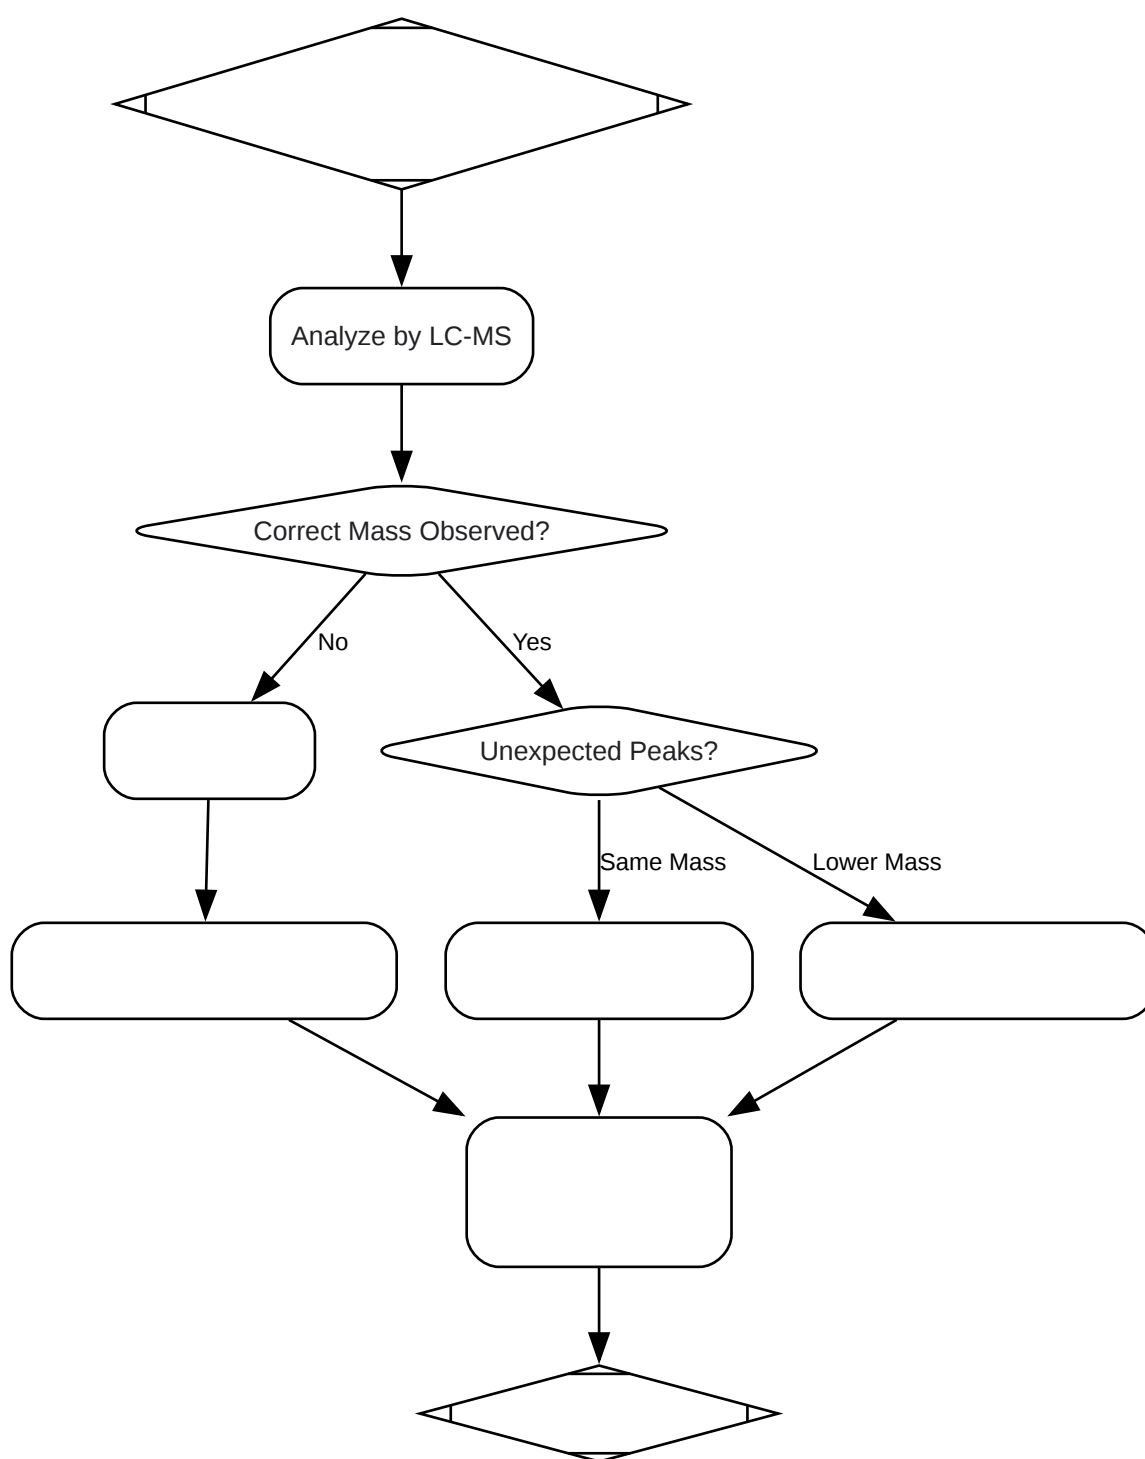 Analyze by LC-MS
Correct Mass Observed?
No
Yes
Unexpected Peaks?
Same Mass
Lower Mass